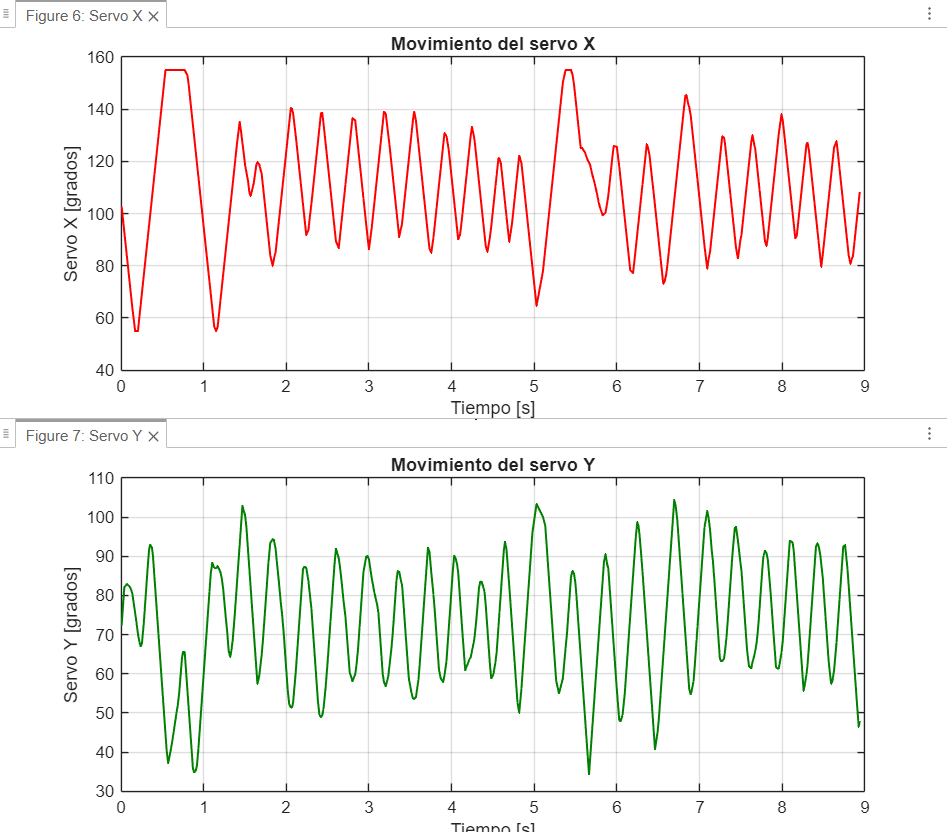 Figure 6: Servo X
Movimiento del servo X
160
140
120
100
80
60
40
Servo X [grados]
0 1 2 3 4 5 6 7 8 9
Tiempo [s]
Figure 7: Servo Y
Movimiento del servo Y
110
100
90
80
70
60
50
40
30
Servo Y [grados]
0 1 2 3 4 5 6 7 8 9
Tiempo [s]